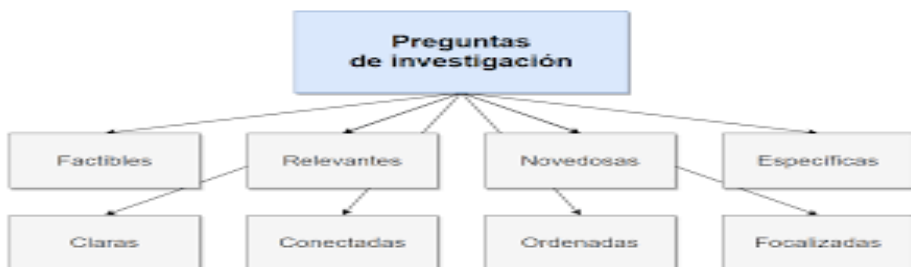 Preguntas
de investigación
Factibles
Relevantes
Novedosas
Específicas
Claras
Conectadas
Ordenadas
Focalizadas